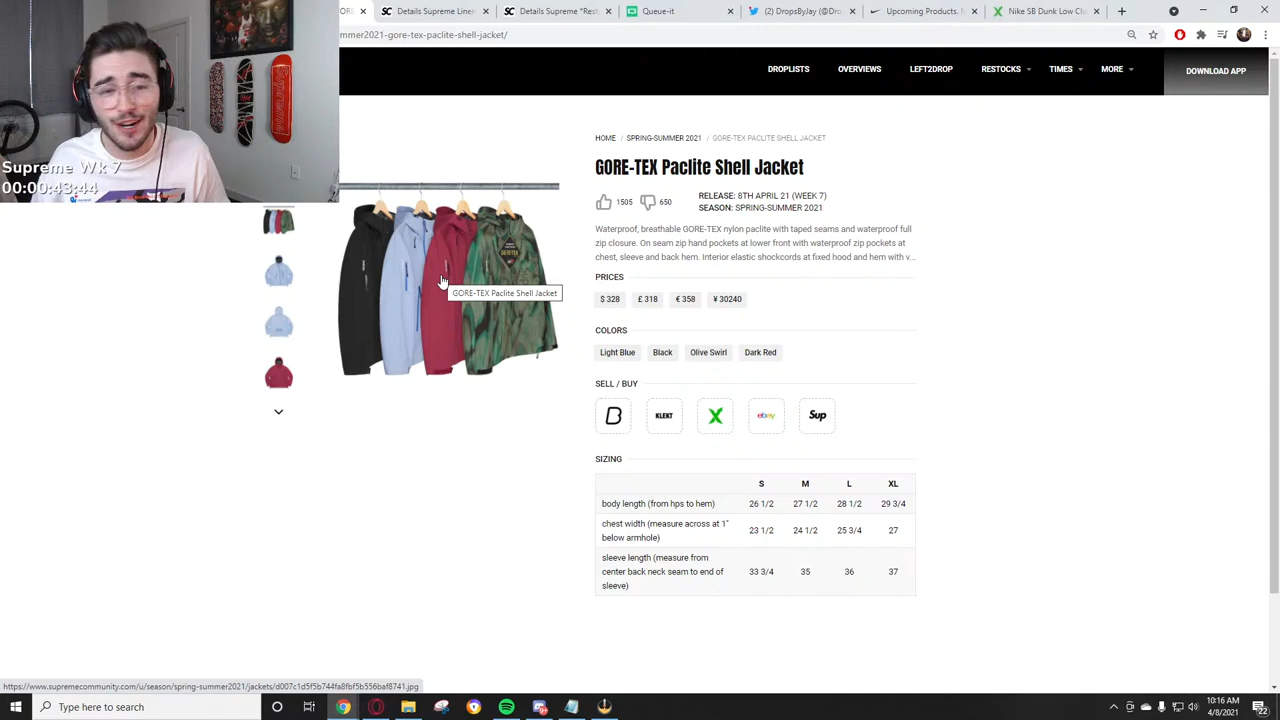 Details Supreme Linen
Details Supreme "Rest
Queue-it
(2) DropsByJay (@Dro
Upcoming Products. N
Nike SB Dunk Low Clu
mmer2021-gore-tex-paclite-shell-jacket/
DROPLISTS
OVERVIEWS
LEFT2DROP
RESTOCKS
TIMES
MORE
DOWNLOAD APP
HOME / SPRING-SUMMER 2021 / GORE-TEX PACLITE SHELL JACKET
GORE-TEX Paclite Shell Jacket
1505
650
RELEASE: 8TH APRIL 21 (WEEK 7)
SEASON: SPRING-SUMMER 2021
Waterproof, breathable GORE-TEX nylon paclite with taped seams and waterproof full
zip closure. On seam zip hand pockets at lower front with waterproof zip pockets at
chest, sleeve and back hem. Interior elastic shockcords at fixed hood and hem with v...
PRICES
$ 328
£ 318
€ 358
¥ 30240
COLORS
Light Blue
Black
Olive Swirl
Dark Red
SELL / BUY
B
KLEKT
X
ebay
Sup
SIZING
S M L XL
body length (from hps to hem) 26 1/2 27 1/2 28 1/2 29 3/4
chest width (measure across at 1"
below armhole) 23 1/2 24 1/2 25 3/4 27
sleeve length (measure from
center back neck seam to end of
sleeve) 33 3/4 35 36 37
Supreme Wk 7
00:00:43:44
Supreme
GORE-TEX
GORE-TEX Paclite Shell Jacket
https://www.supremecommunity.com/u/season/spring-summer2021/jackets/d007c1d5f5b744fa8fbf5b556baf8741.jpg
Type here to search
10:16 AM
4/8/2021
22